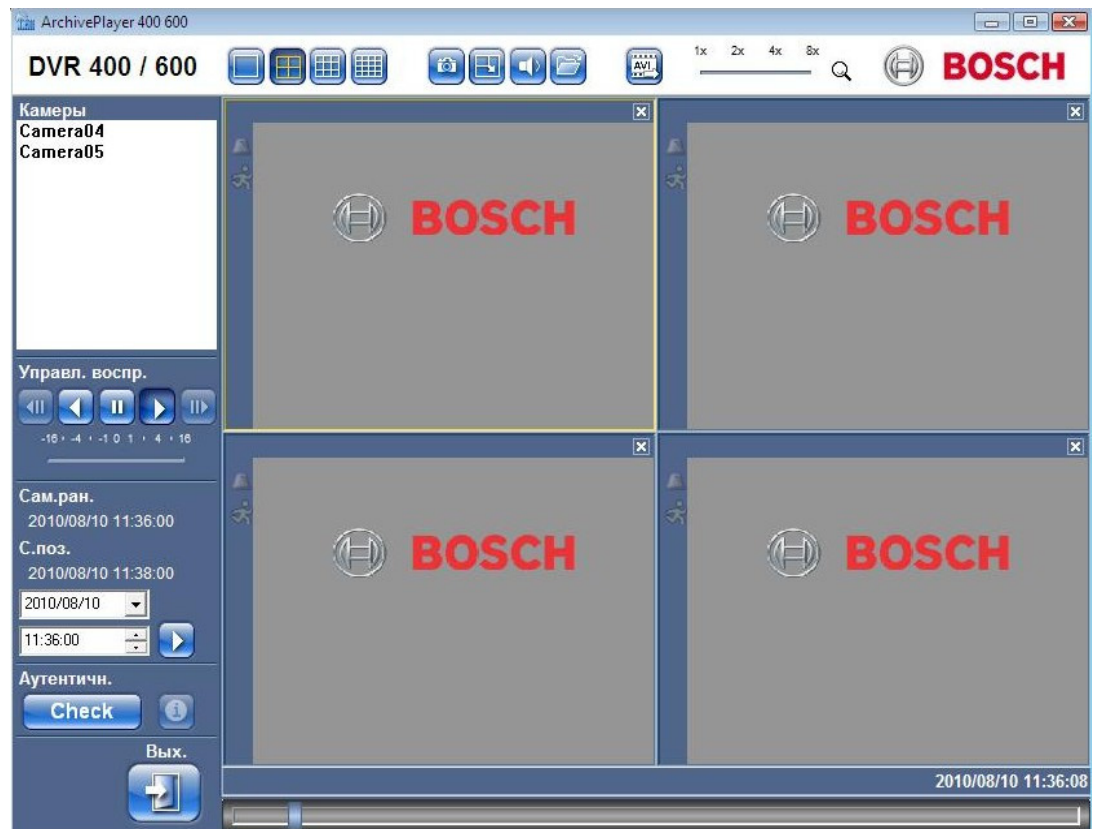 ArchivePlayer 400 600
DVR 400 / 600
AVI
1x 2x 4x 8x
BOSCH
Камеры
Camera04
Camera05
BOSCH
BOSCH
Управл. воспр.
-16 -4 -1 0 1 4 16
BOSCH
BOSCH
Сам.ран.
2010/08/10 11:36:00
С.поз.
2010/08/10 11:38:00
2010/08/10
11:36:00
Аутентичн.
Check
Вых.
2010/08/10 11:36:08